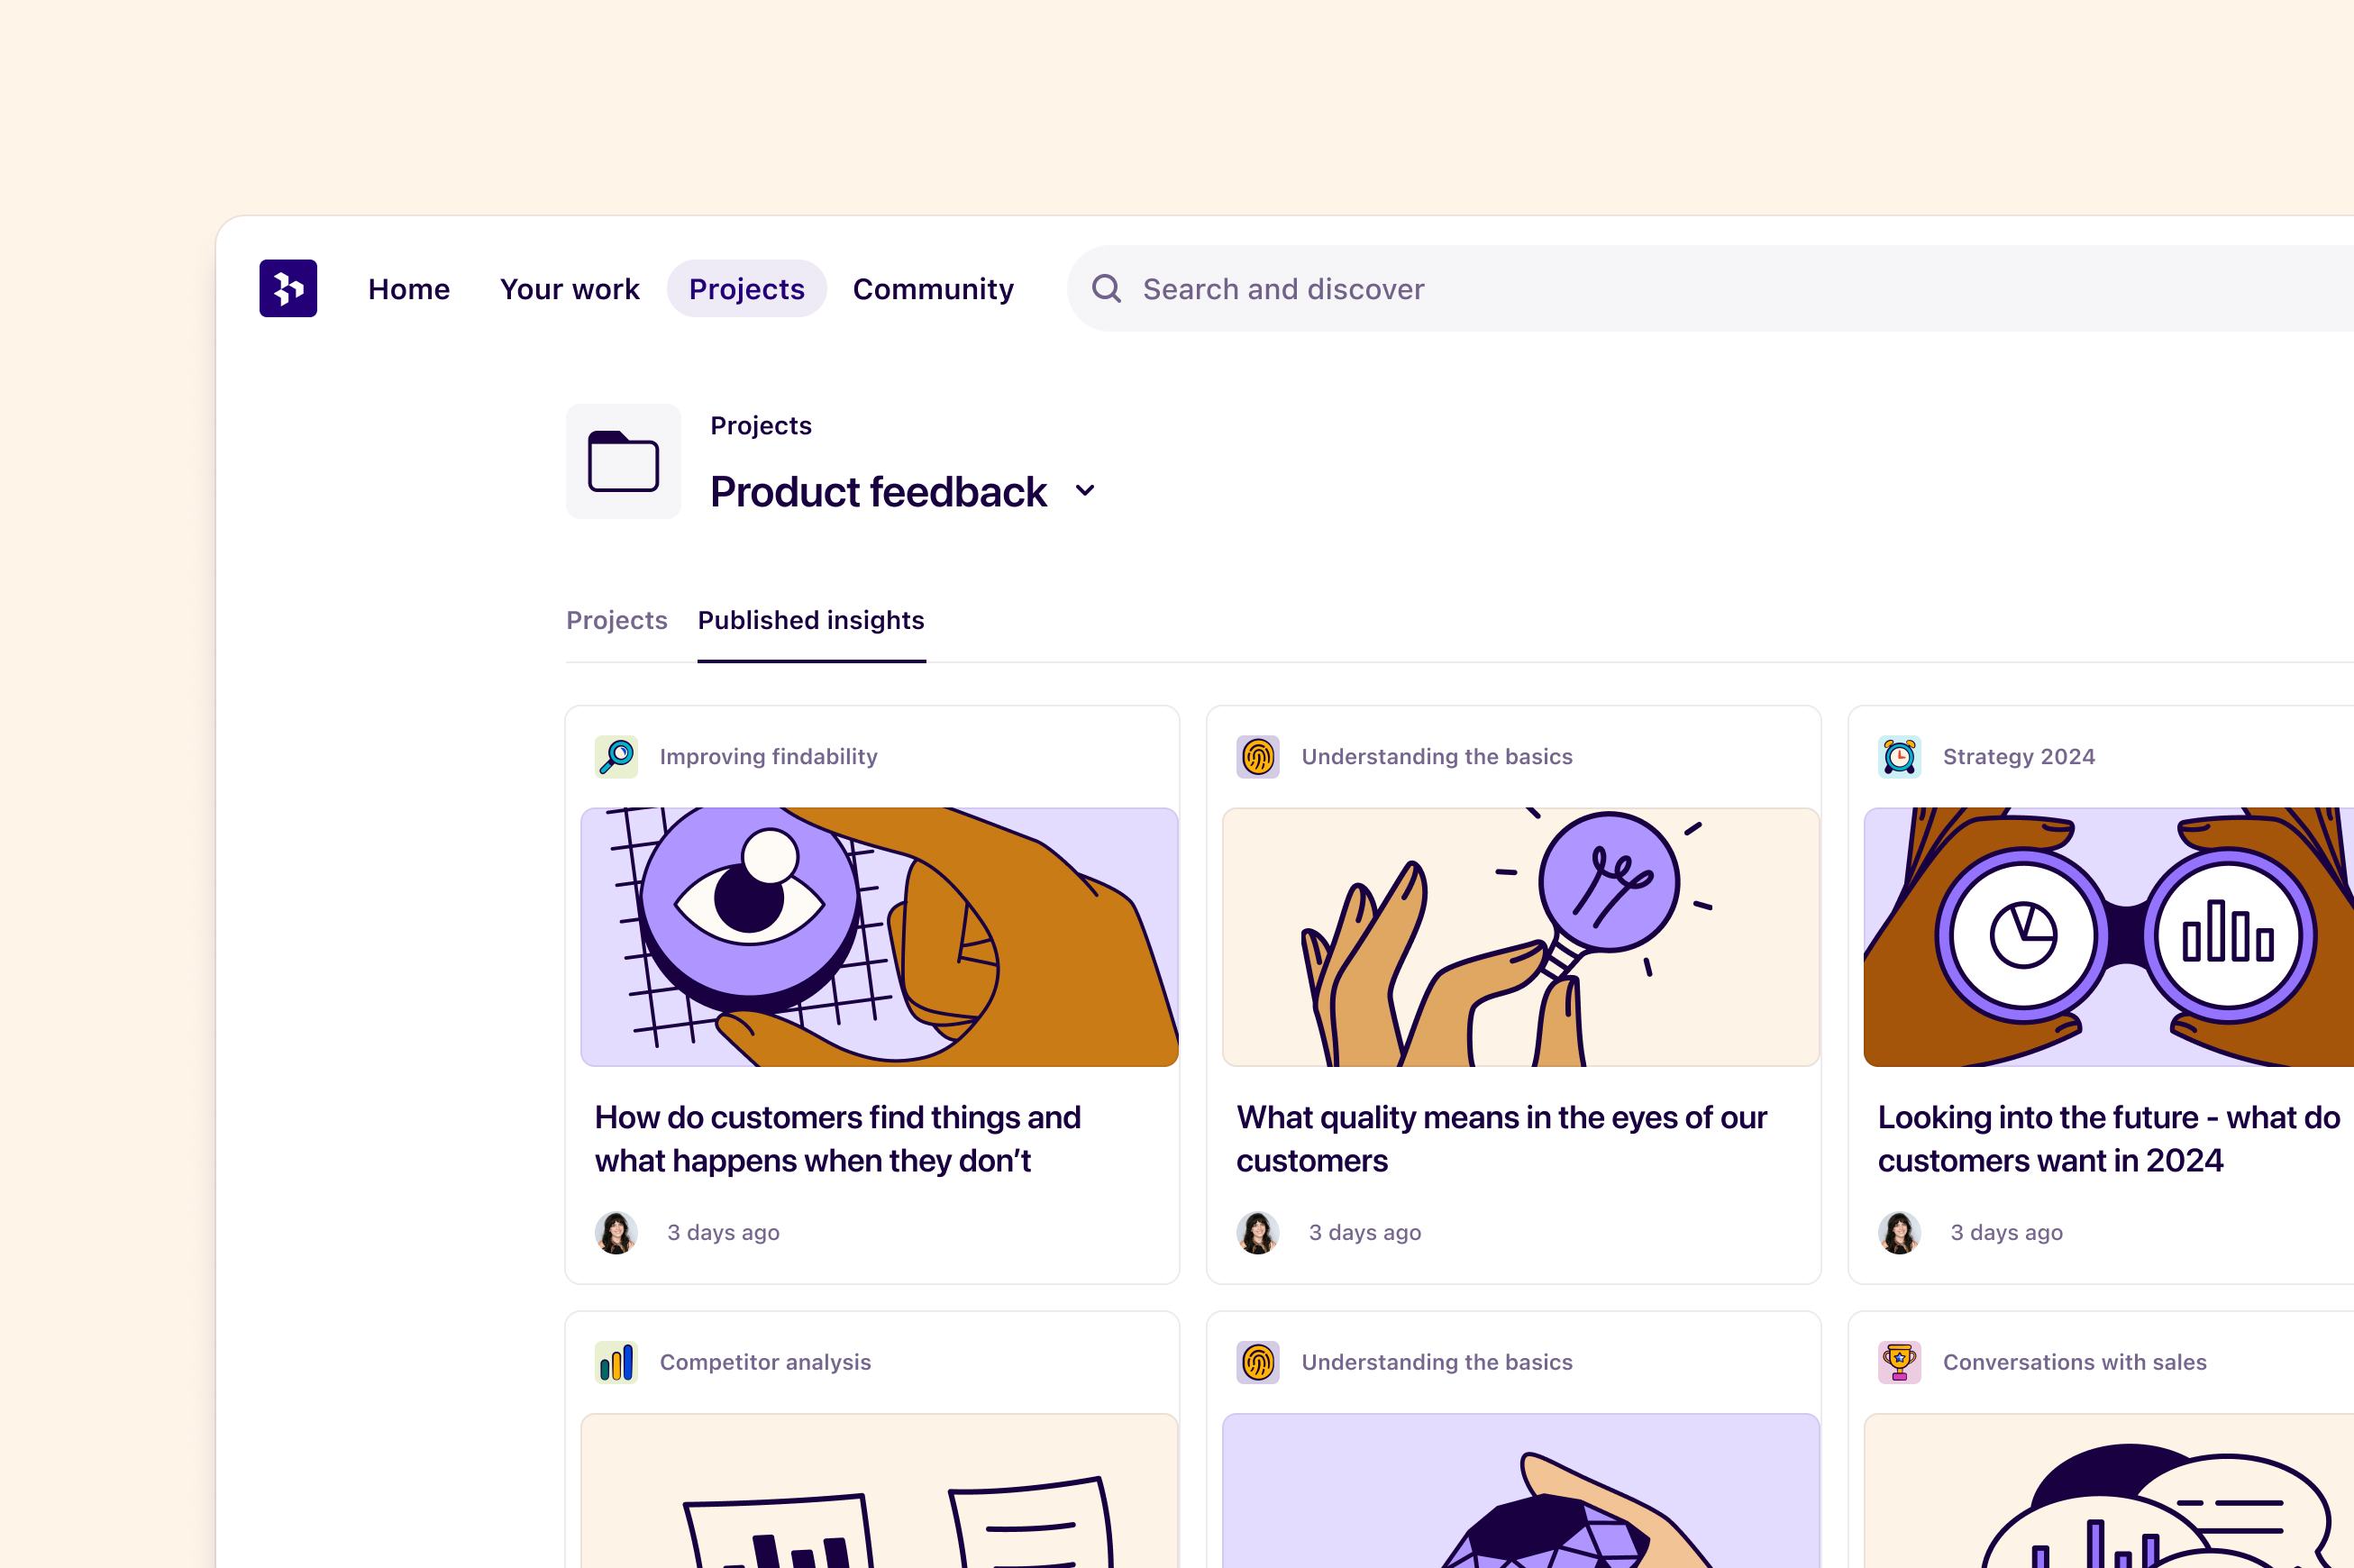 Home
Your work
Projects
Community
Search and discover
Projects
Product feedback
Projects
Published insights
Improving findability
How do customers find things and
what happens when they don’t
3 days ago
Understanding the basics
What quality means in the eyes of our
customers
3 days ago
Strategy 2024
Looking into the future - what do
customers want in 2024
3 days ago
Competitor analysis
Understanding the basics
Conversations with sales